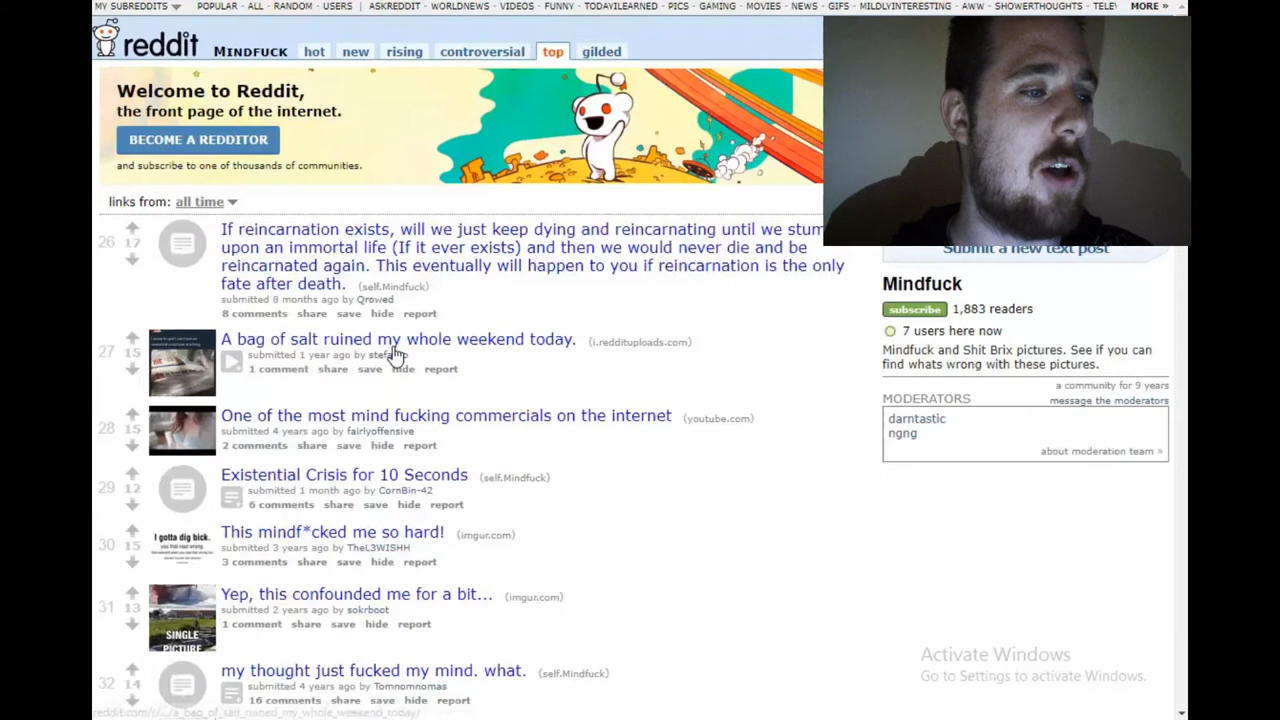 MY SUBREDDITS POPULAR - ALL - RANDOM - USERS | ASKREDDIT - WORLDNEWS - VIDEOS - FUNNY - TODAYILEARNED - PICS - GAMING - MOVIES - NEWS - GIFS - MILDLYINTERESTING - AWW - SHOWERTHOUGHTS - TELEV MORE »
reddit MINDFUCK hot new rising controversial top gilded
Welcome to Reddit,
the front page of the internet.
BECOME A REDDITOR
and subscribe to one of thousands of communities.
links from: all time
26 17
If reincarnation exists, will we just keep dying and reincarnating until we stum
upon an immortal life (If it ever exists) and then we would never die and be
reincarnated again. This eventually will happen to you if reincarnation is the only
fate after death. (self.Mindfuck)
submitted 8 months ago by Qrowed
8 comments share save hide report
27 15
A bag of salt ruined my whole weekend today. (i.reddituploads.com)
submitted 1 year ago by
1 comment share save hide report
28 15
One of the most mind fucking commercials on the internet (youtube.com)
submitted 4 years ago by fairlyoffensive
2 comments share save hide report
29 12
Existential Crisis for 10 Seconds (self.Mindfuck)
submitted 1 month ago by CornBin-42
6 comments share save hide report
30 15
I gotta dig bick.
you that read wrong.
This mindf*cked me so hard! (imgur.com)
submitted 3 years ago by TheL3WISHH
3 comments share save hide report
31 13
SINGLE
PICTURE
Yep, this confounded me for a bit... (imgur.com)
submitted 2 years ago by sokrboot
1 comment share save hide report
32 14
my thought just fucked my mind. what. (self.Mindfuck)
submitted 4 years ago by Tomnomnomas
16 comments share save hide report
Submit a new text post
Mindfuck
subscribe 1,883 readers
7 users here now
Mindfuck and Shit Brix pictures. See if you can
find whats wrong with these pictures.
a community for 9 years
message the moderators
MODERATORS
darntastic
ngng
about moderation team »
Activate Windows
Go to Settings to activate Windows.